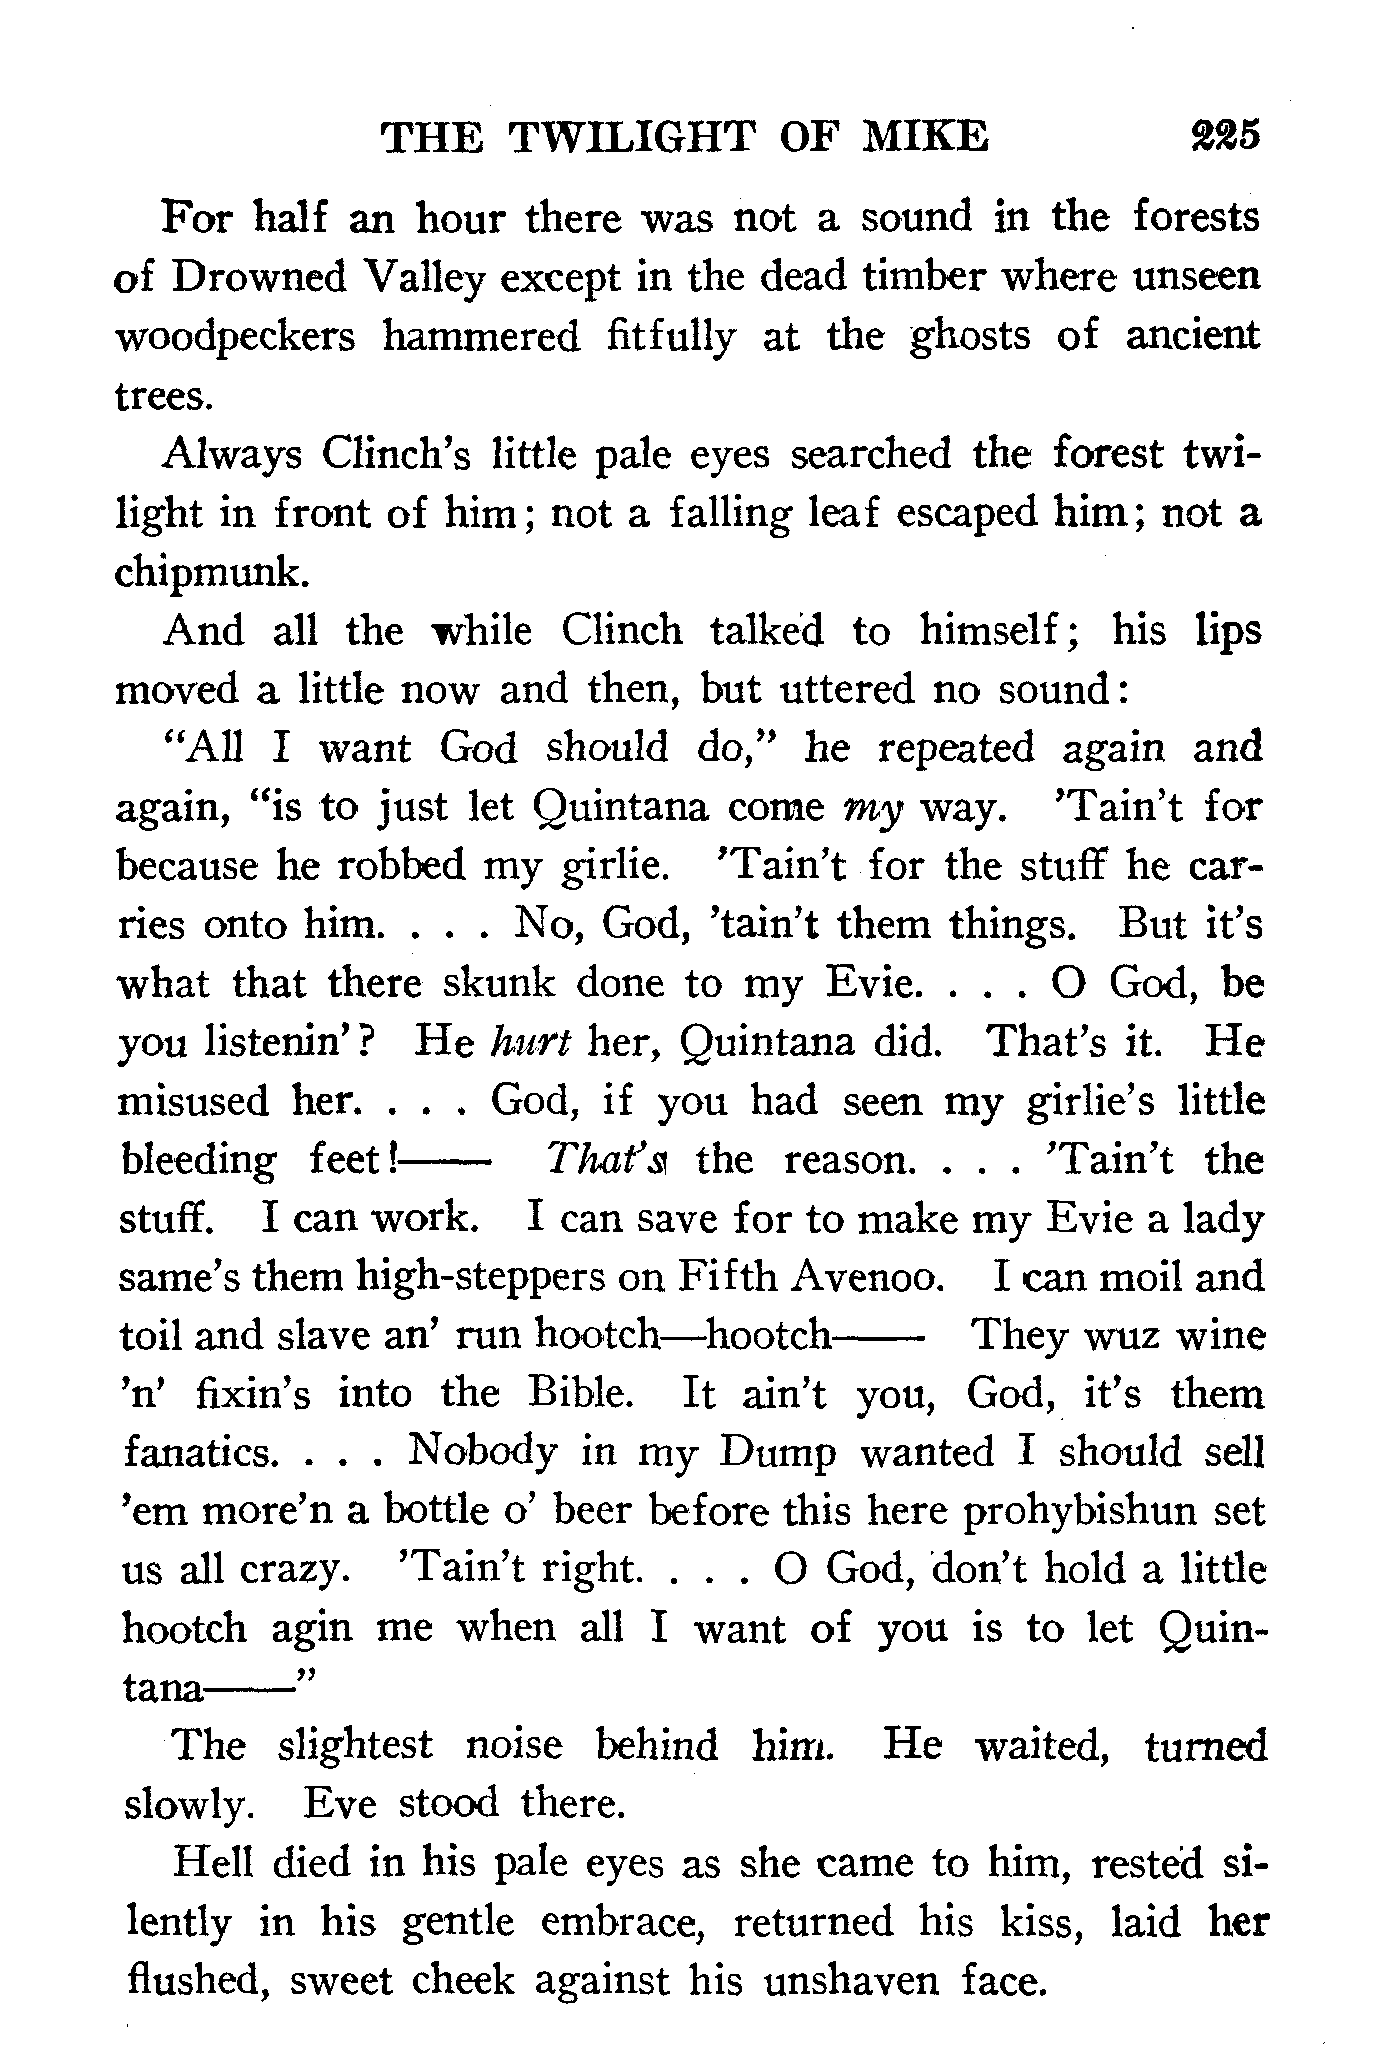 THE TWILIGHT OF MIKE 225
For half an hour there was not a sound in the forests
of Drowned Valley except in the dead timber where unseen
woodpeckers hammered fitfully at the ghosts of ancient
trees.
Always Clinch's little pale eyes searched the forest twi-
light in front of him; not a falling leaf escaped him; not a
chipmunk.
And all the while Clinch talked to himself; his lips
moved a little now and then, but uttered no sound:
"All I want God should do," he repeated again and
again, "is to just let Quintana come my way. 'Tain't for
because he robbed my girlie. 'Tain't for the stuff he car-
ries onto him. . . . No, God, 'tain't them things. But it's
what that there skunk done to my Evie. . . . O God, be
you listenin'? He hurt her, Quintana did. That's it. He
misused her. . . . God, if you had seen my girlie's little
bleeding feet!—— That's the reason. . . . 'Tain't the
stuff. I can work. I can save for to make my Evie a lady
same's them high-steppers on Fifth Avenoo. I can moil and
toil and slave an' run hootch—hootch—— They wuz wine
'n' fixin's into the Bible. It ain't you, God, it's them
fanatics. . . . Nobody in my Dump wanted I should sell
'em more'n a bottle o' beer before this here prohybishun set
us all crazy. 'Tain't right. . . . O God, don't hold a little
hootch agin me when all I want of you is to let Quin-
tana——"
The slightest noise behind him. He waited, turned
slowly. Eve stood there.
Hell died in his pale eyes as she came to him, rested si-
lently in his gentle embrace, returned his kiss, laid her
flushed, sweet cheek against his unshaven face.